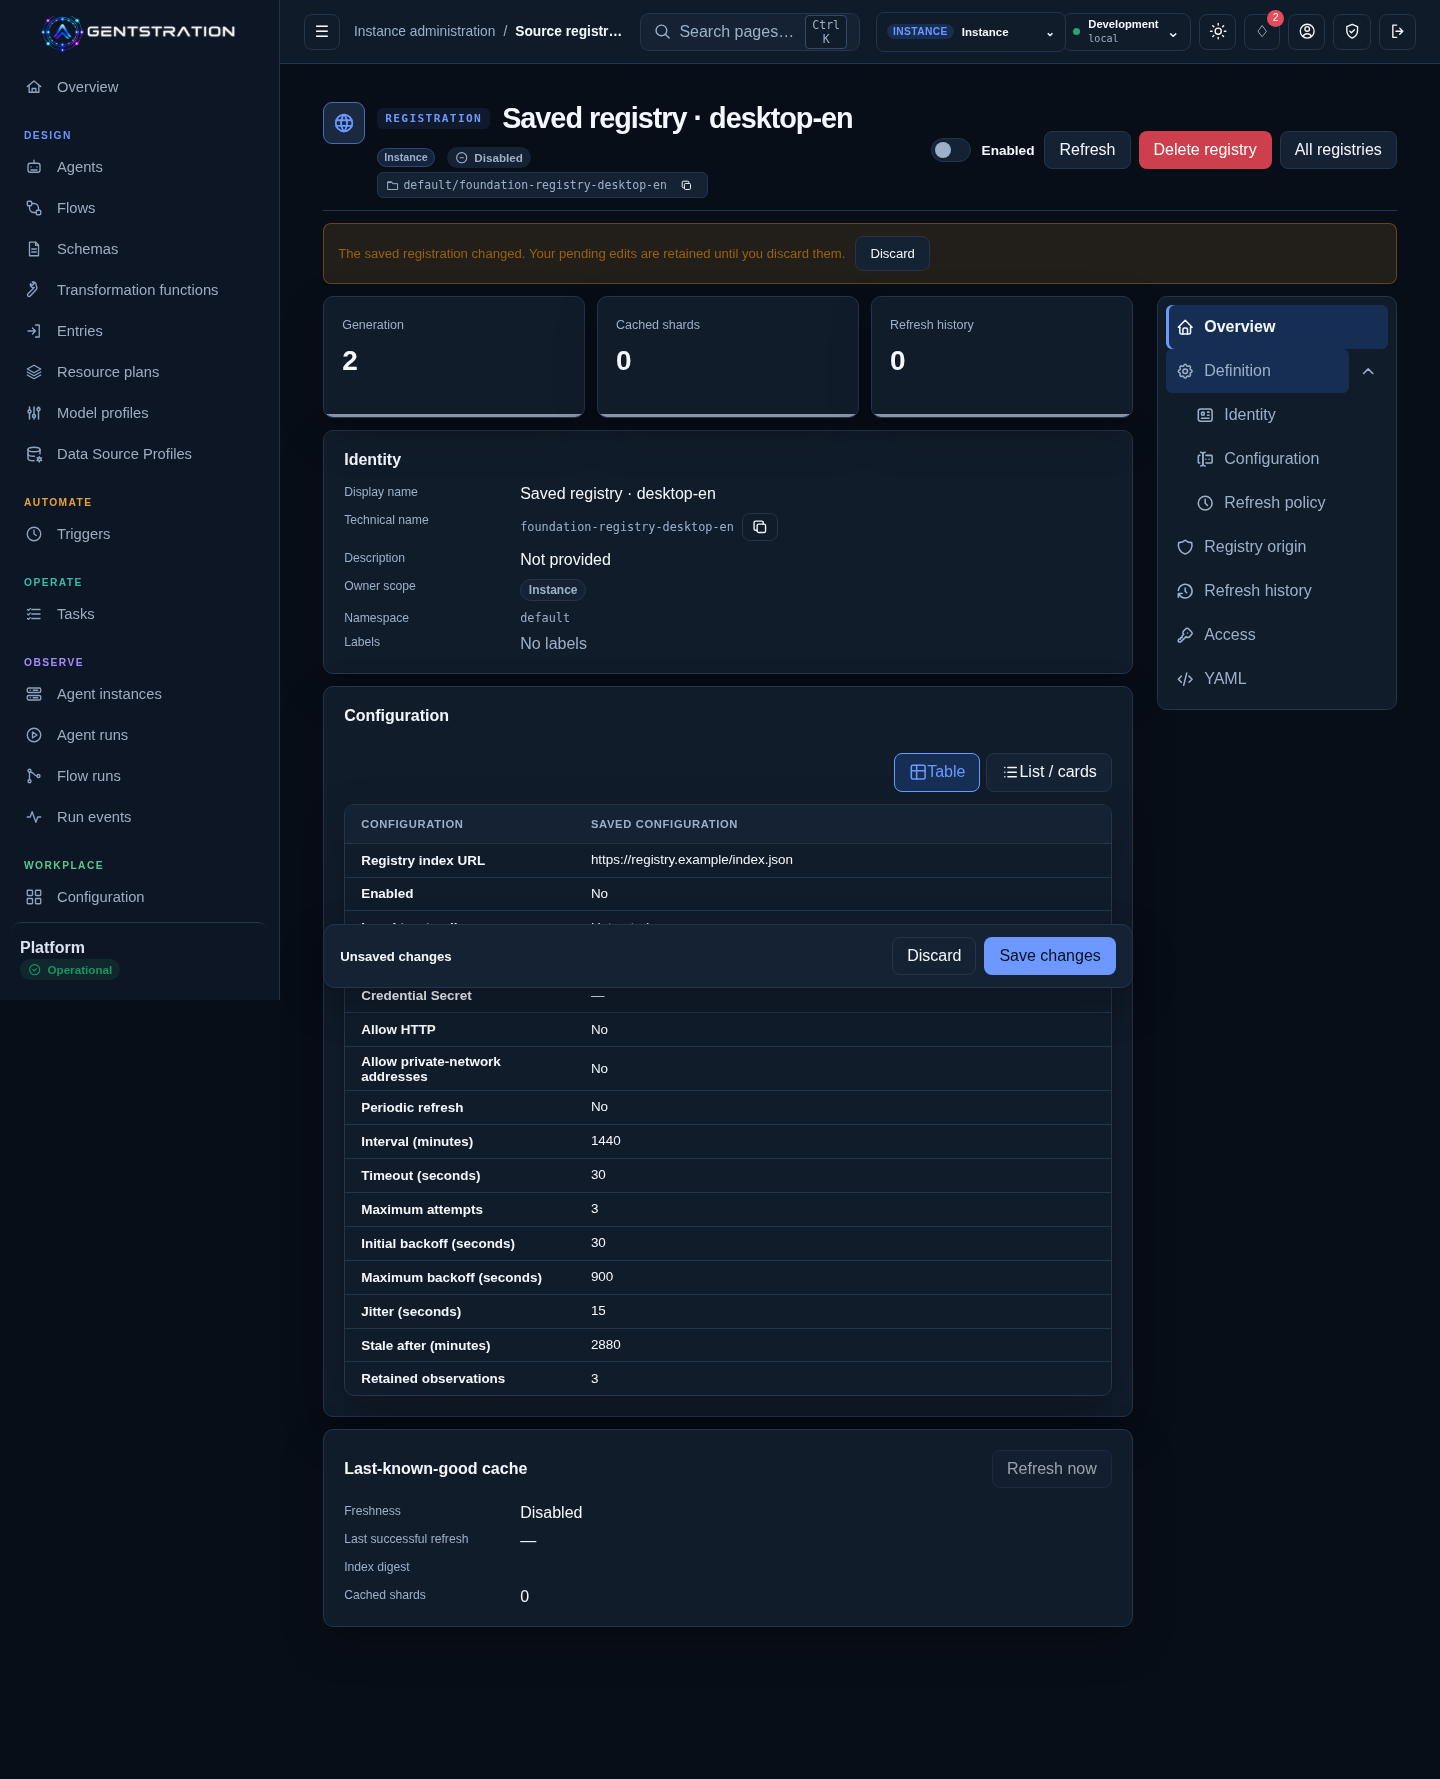 GENTSTRATION
Instance administration / Source registr…
Search pages…
Ctrl K
INSTANCE Instance
Development
local
2
Overview
DESIGN
Agents
Flows
Schemas
Transformation functions
Entries
Resource plans
Model profiles
Data Source Profiles
AUTOMATE
Triggers
OPERATE
Tasks
OBSERVE
Agent instances
Agent runs
Flow runs
Run events
WORKPLACE
Configuration
Platform
Operational
REGISTRATION Saved registry · desktop-en
Instance Disabled
default/foundation-registry-desktop-en
Enabled Refresh Delete registry All registries
The saved registration changed. Your pending edits are retained until you discard them. Discard
Generation
2
Cached shards
0
Refresh history
0
Identity
Display name Saved registry · desktop-en
Technical name foundation-registry-desktop-en
Description Not provided
Owner scope Instance
Namespace default
Labels No labels
Configuration
Table List / cards
CONFIGURATION SAVED CONFIGURATION
Registry index URL https://registry.example/index.json
Enabled No
Unsaved changes Discard Save changes
Credential Secret —
Allow HTTP No
Allow private-network addresses No
Periodic refresh No
Interval (minutes) 1440
Timeout (seconds) 30
Maximum attempts 3
Initial backoff (seconds) 30
Maximum backoff (seconds) 900
Jitter (seconds) 15
Stale after (minutes) 2880
Retained observations 3
Last-known-good cache Refresh now
Freshness Disabled
Last successful refresh —
Index digest
Cached shards 0
Overview
Definition
Identity
Configuration
Refresh policy
Registry origin
Refresh history
Access
YAML